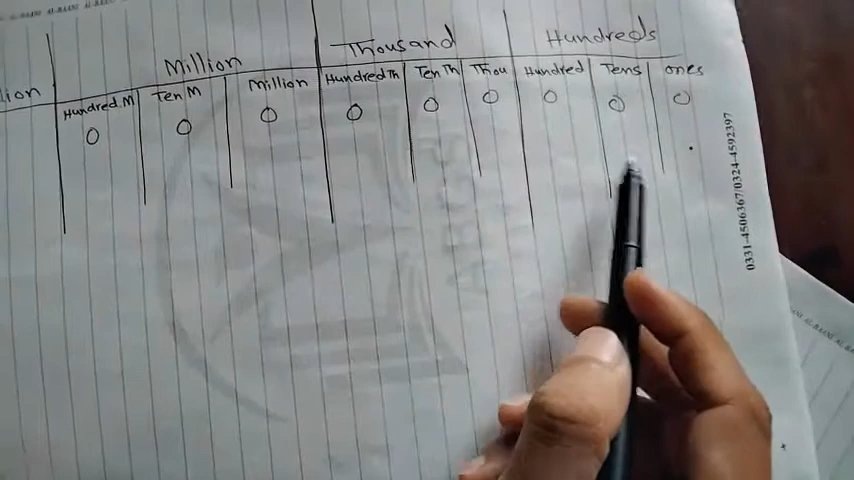 lion Million Thousand Hundreds
Hundred.M Ten M Million Hundred Th Ten Th Thou Hundred Tens ones
0 0 0 0 0 0 0 0 0
0331-4506367/0324-4592397